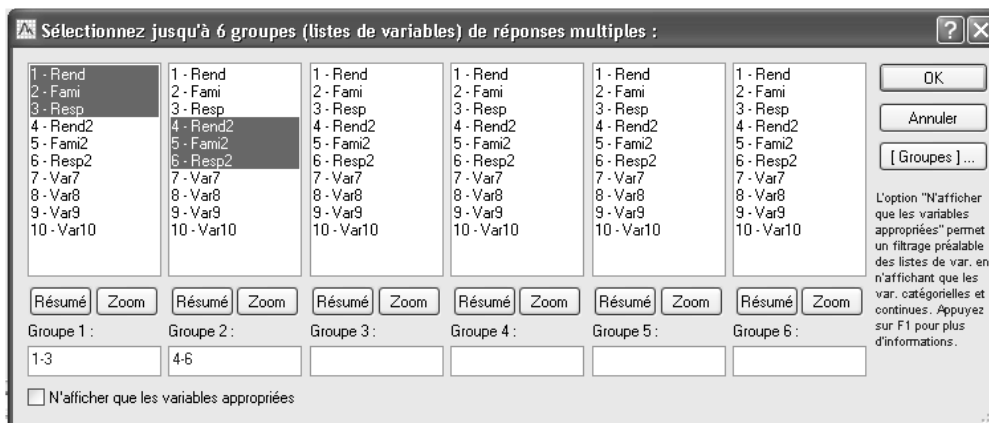 Sélectionnez jusqu'à 6 groupes (listes de variables) de réponses multiples :
1 - Rend
2 - Fami
3 - Resp
4 - Rend2
5 - Fami2
6 - Resp2
7 - Var7
8 - Var8
9 - Var9
10 - Var10
1 - Rend
2 - Fami
3 - Resp
4 - Rend2
5 - Fami2
6 - Resp2
7 - Var7
8 - Var8
9 - Var9
10 - Var10
1 - Rend
2 - Fami
3 - Resp
4 - Rend2
5 - Fami2
6 - Resp2
7 - Var7
8 - Var8
9 - Var9
10 - Var10
1 - Rend
2 - Fami
3 - Resp
4 - Rend2
5 - Fami2
6 - Resp2
7 - Var7
8 - Var8
9 - Var9
10 - Var10
1 - Rend
2 - Fami
3 - Resp
4 - Rend2
5 - Fami2
6 - Resp2
7 - Var7
8 - Var8
9 - Var9
10 - Var10
1 - Rend
2 - Fami
3 - Resp
4 - Rend2
5 - Fami2
6 - Resp2
7 - Var7
8 - Var8
9 - Var9
10 - Var10
OK
Annuler
[ Groupes ] ...
L'option "N'afficher
que les variables
appropriées" permet
un filtrage préalable
des listes de var. en
n'affichant que les
var. catégorielles et
continues. Appuyez
sur F1 pour plus
d'informations.
Résumé Zoom Résumé Zoom Résumé Zoom Résumé Zoom Résumé Zoom Résumé Zoom
Groupe 1 : Groupe 2 : Groupe 3 : Groupe 4 : Groupe 5 : Groupe 6 :
1-3 4-6
N'afficher que les variables appropriées